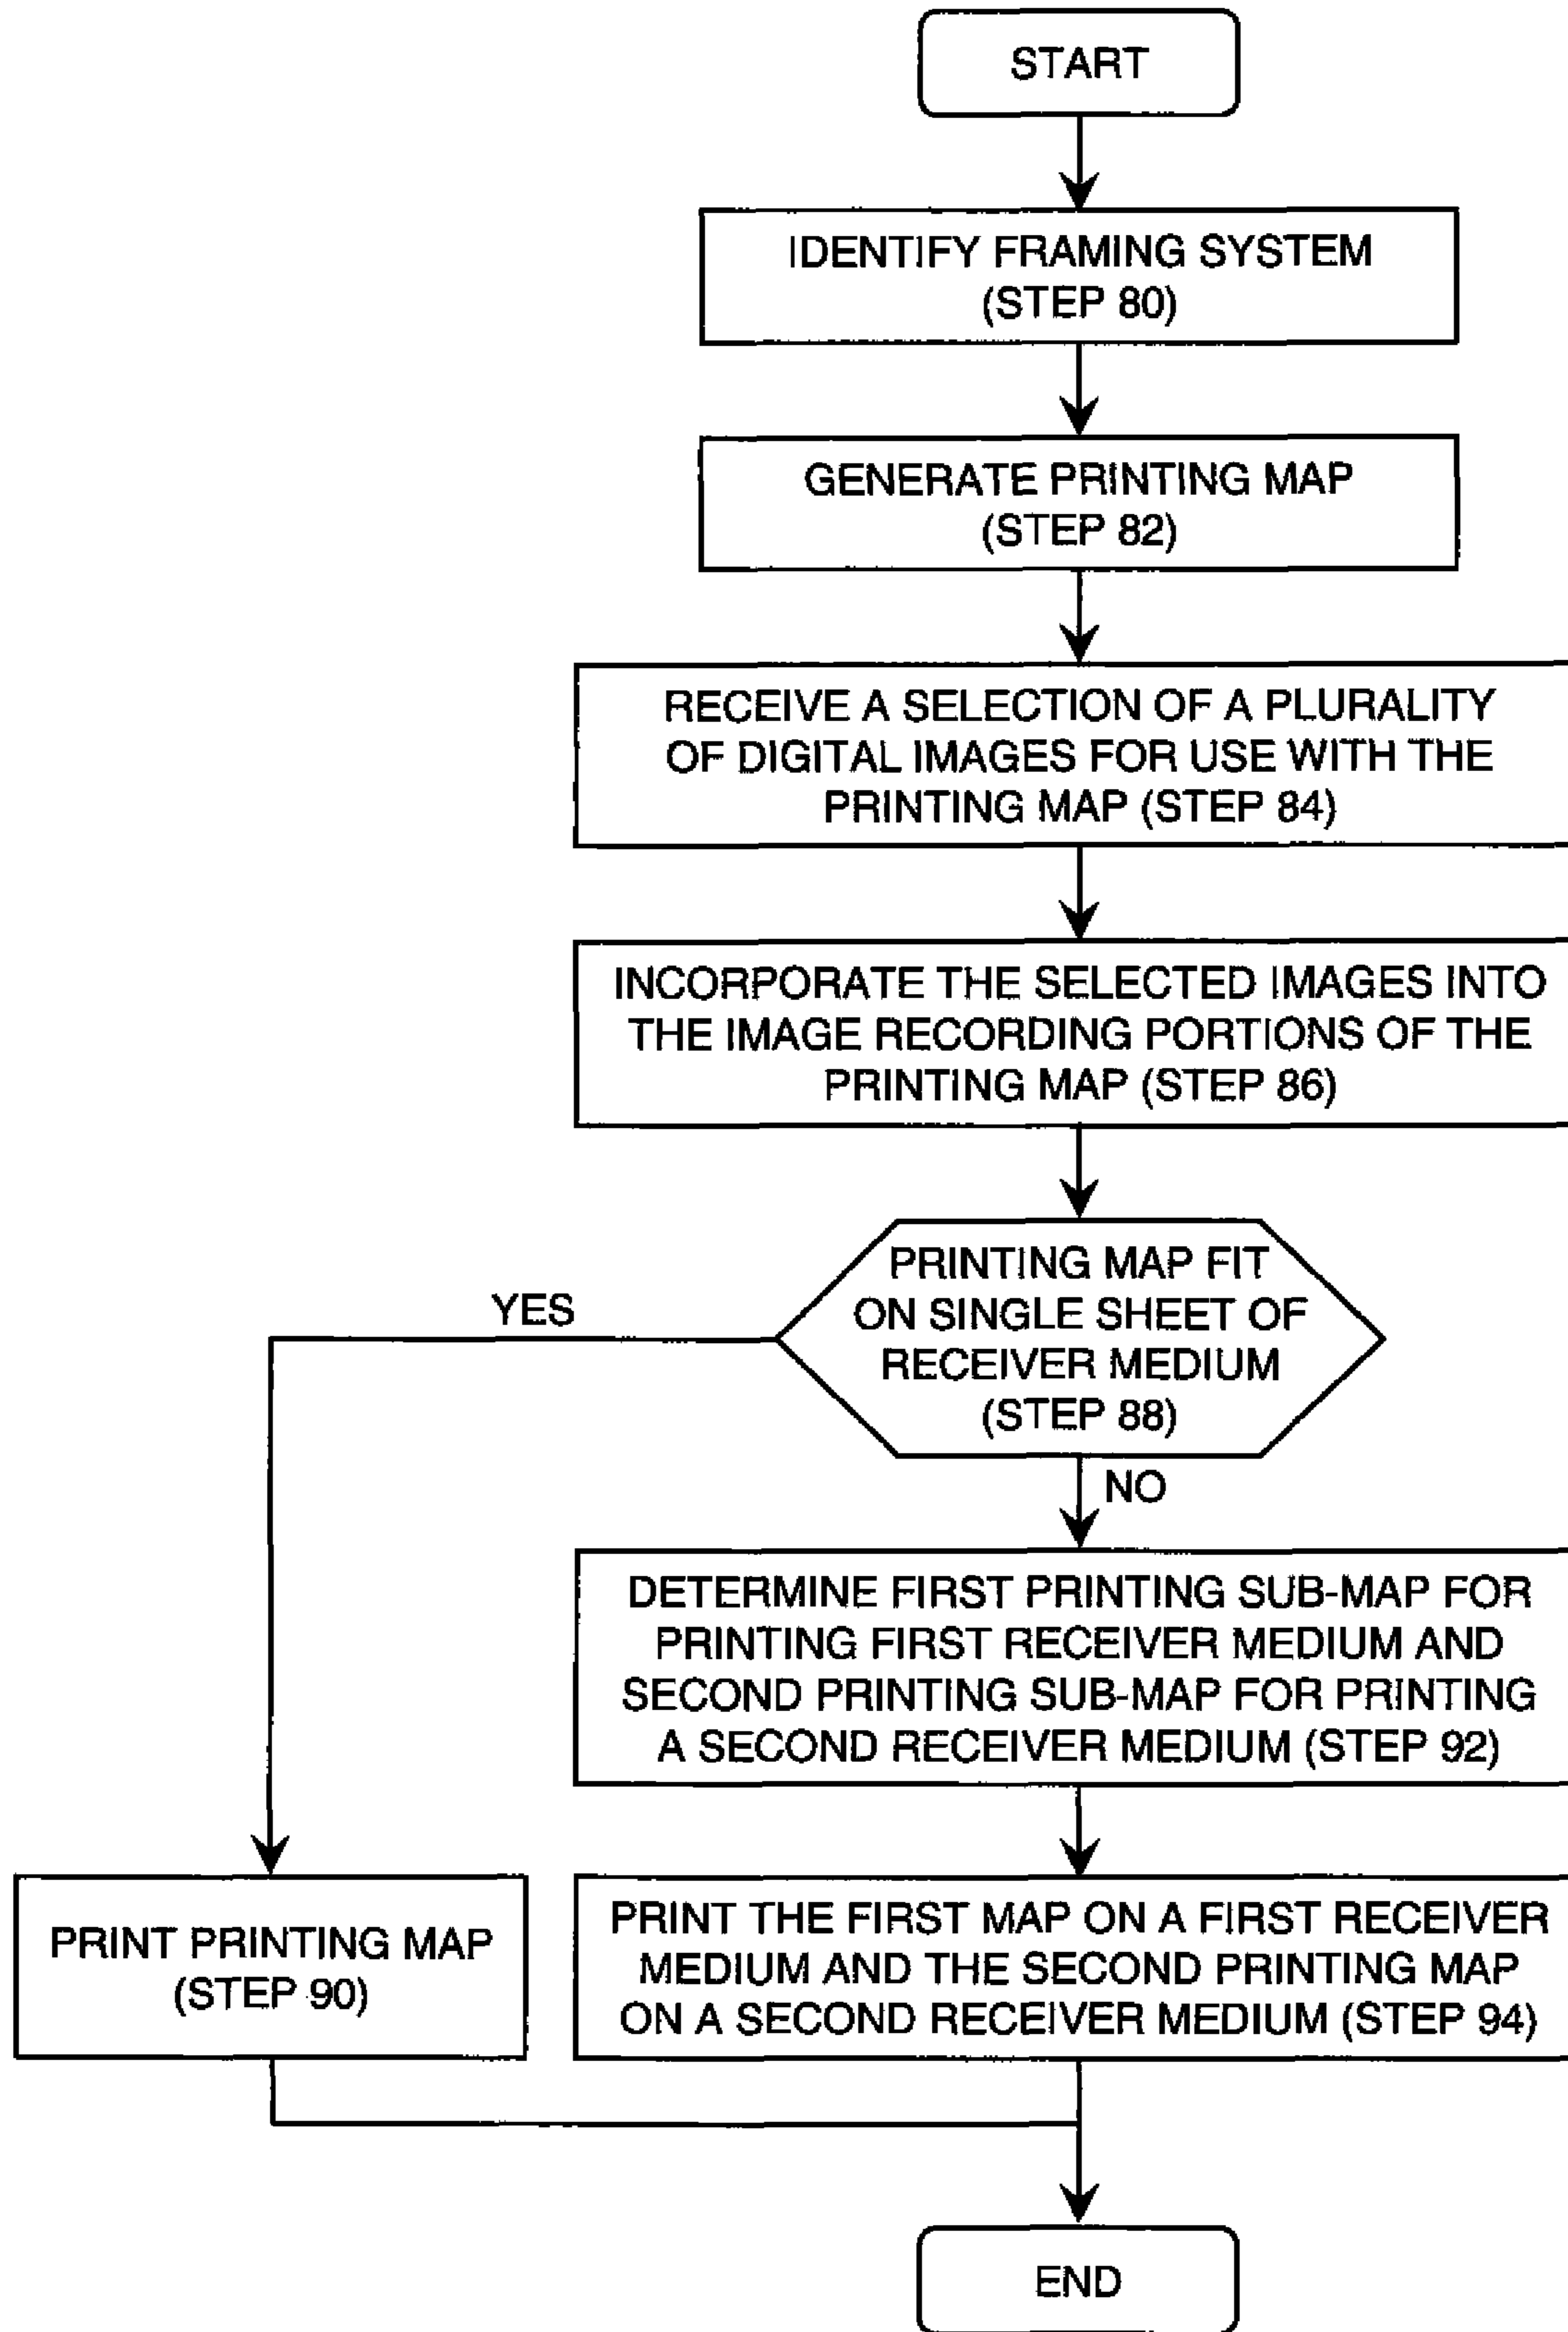 START
IDENTIFY FRAMING SYSTEM
(STEP 80)
GENERATE PRINTING MAP
(STEP 82)
RECEIVE A SELECTION OF A PLURALITY
OF DIGITAL IMAGES FOR USE WITH THE
PRINTING MAP (STEP 84)
INCORPORATE THE SELECTED IMAGES INTO
THE IMAGE RECORDING PORTIONS OF THE
PRINTING MAP (STEP 86)
PRINTING MAP FIT
ON SINGLE SHEET OF
RECEIVER MEDIUM
(STEP 88)
YES
NO
DETERMINE FIRST PRINTING SUB-MAP FOR
PRINTING FIRST RECEIVER MEDIUM AND
SECOND PRINTING SUB-MAP FOR PRINTING
A SECOND RECEIVER MEDIUM (STEP 92)
PRINT PRINTING MAP
(STEP 90)
PRINT THE FIRST MAP ON A FIRST RECEIVER
MEDIUM AND THE SECOND PRINTING MAP
ON A SECOND RECEIVER MEDIUM (STEP 94)
END